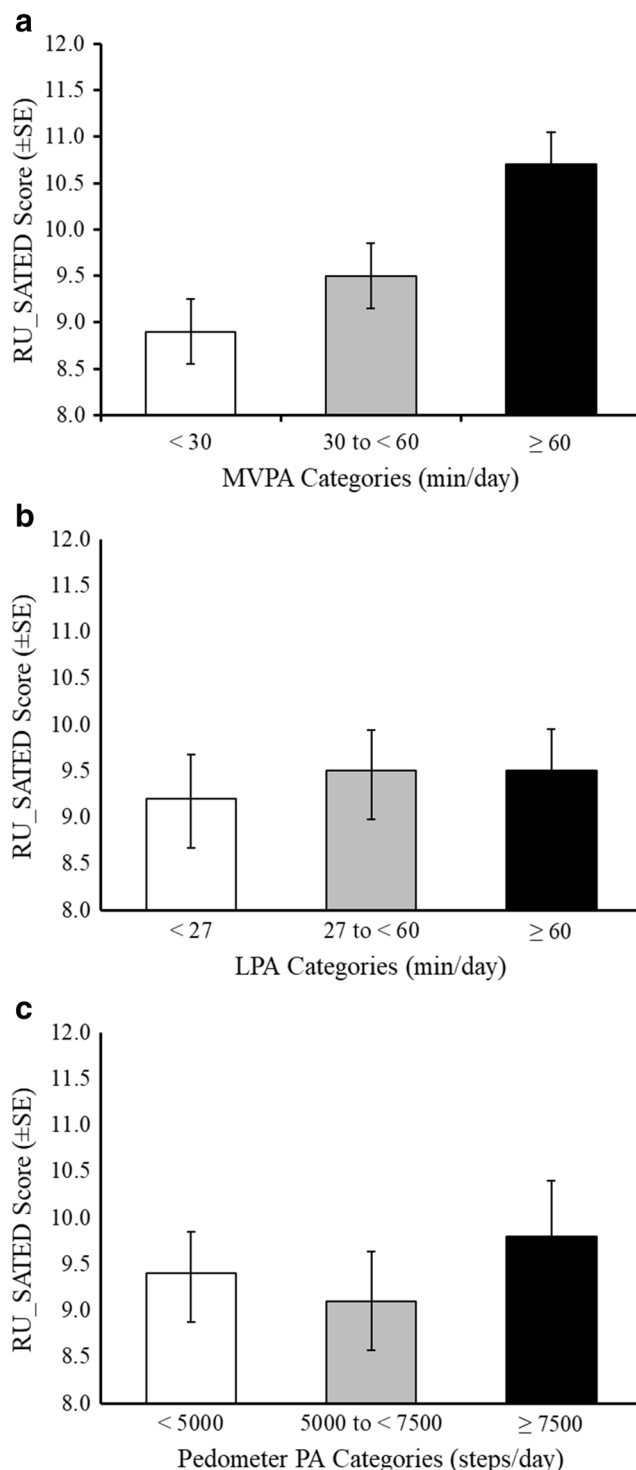 a
12.0
11.5
11.0
10.5
10.0
9.5
9.0
8.5
8.0
RU_SATED Score (±SE)
< 30 30 to < 60 ≥ 60
MVPA Categories (min/day)
b
12.0
11.5
11.0
10.5
10.0
9.5
9.0
8.5
8.0
RU_SATED Score (±SE)
< 27 27 to < 60 ≥ 60
LPA Categories (min/day)
c
12.0
11.5
11.0
10.5
10.0
9.5
9.0
8.5
8.0
RU_SATED Score (±SE)
< 5000 5000 to < 7500 ≥ 7500
Pedometer PA Categories (steps/day)